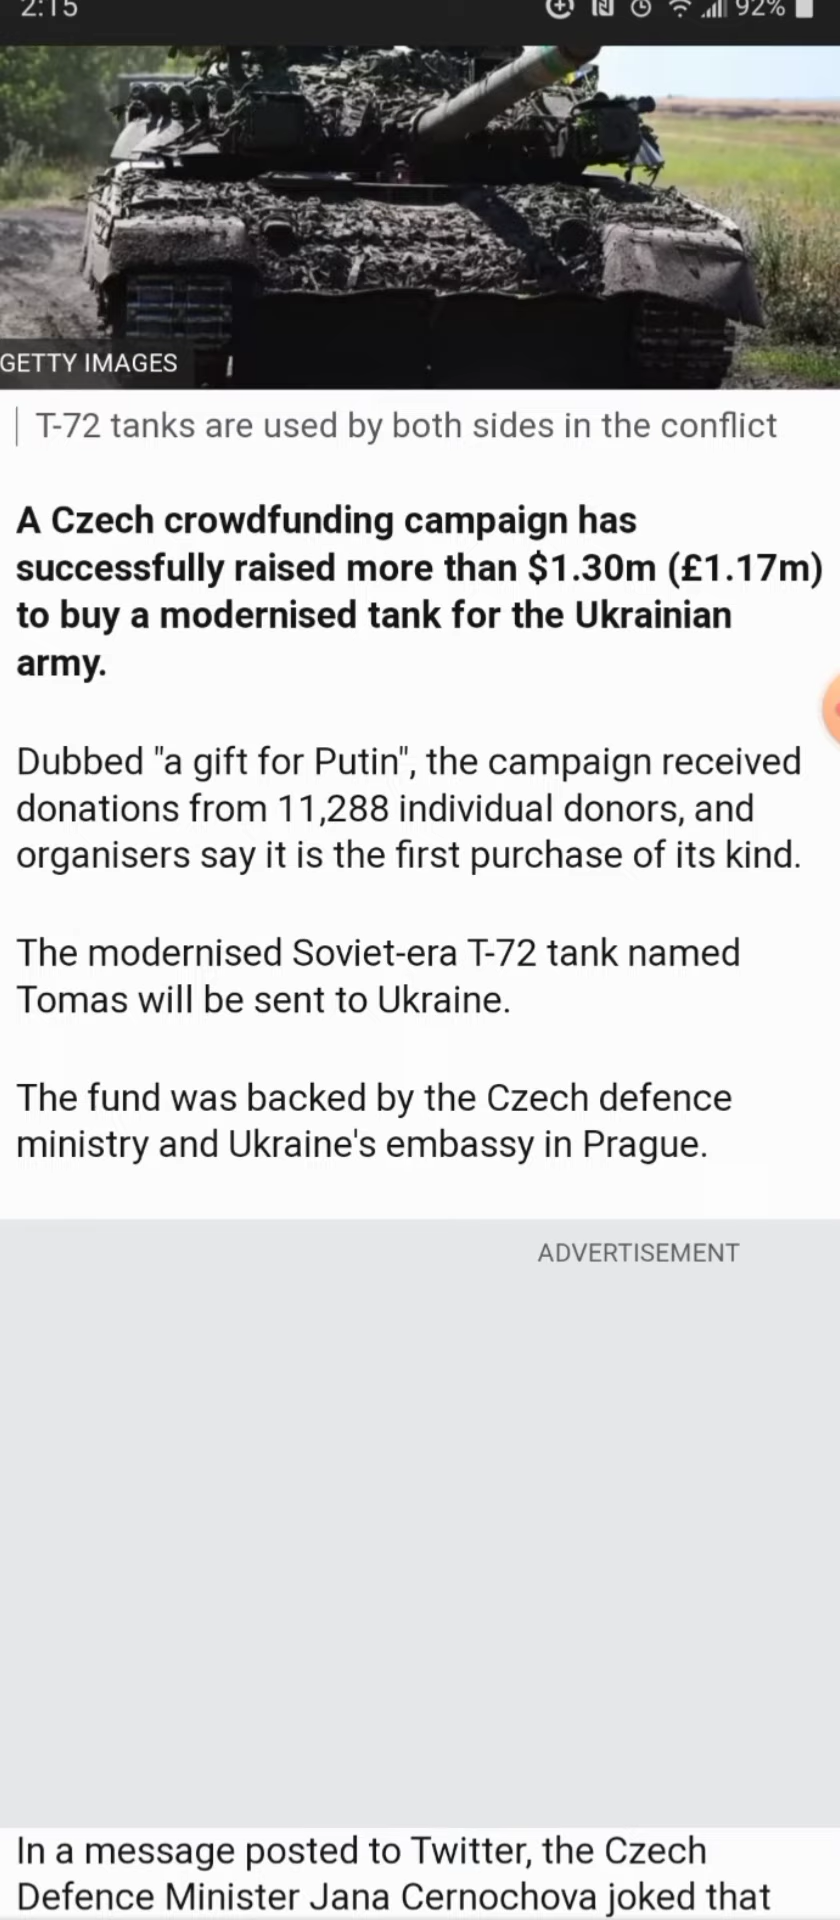 2:15
92%
GETTY IMAGES
T-72 tanks are used by both sides in the conflict
A Czech crowdfunding campaign has
successfully raised more than $1.30m (£1.17m)
to buy a modernised tank for the Ukrainian
army.
Dubbed "a gift for Putin", the campaign received
donations from 11,288 individual donors, and
organisers say it is the first purchase of its kind.
The modernised Soviet-era T-72 tank named
Tomas will be sent to Ukraine.
The fund was backed by the Czech defence
ministry and Ukraine's embassy in Prague.
ADVERTISEMENT
In a message posted to Twitter, the Czech
Defence Minister Jana Cernochova joked that